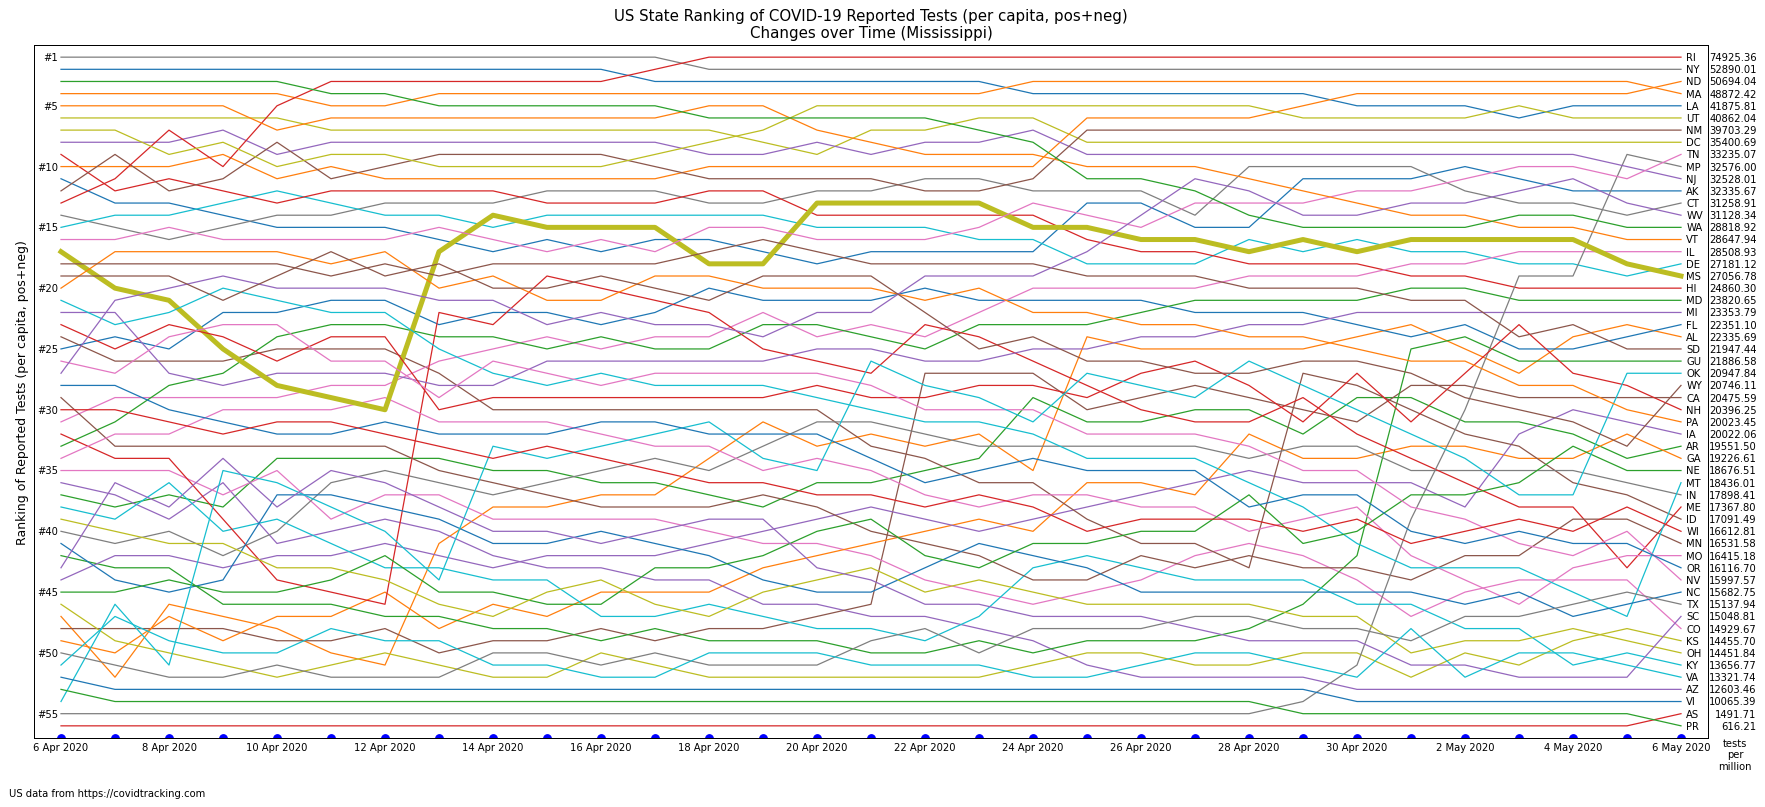 US State Ranking of COVID-19 Reported Tests (per capita, pos+neg)
Changes over Time (Mississippi)
Ranking of Reported Tests (per capita, pos+neg)
#1
#5
#10
#15
#20
#25
#30
#35
#40
#45
#50
#55
RI 74925.36
NY 52890.01
ND 50694.04
MA 48872.42
LA 41875.81
UT 40862.04
NM 39703.29
DC 35400.69
TN 33235.07
MP 32576.00
NJ 32528.01
AK 32335.67
CT 31258.91
WV 31128.34
WA 28818.92
VT 28647.94
IL 28508.93
DE 27181.12
MS 27056.78
HI 24860.30
MD 23820.65
MI 23353.79
FL 22351.10
AL 22335.69
SD 21947.44
GU 21886.58
OK 20947.84
WY 20746.11
CA 20475.59
NH 20396.25
PA 20023.45
IA 20022.06
AR 19551.50
GA 19226.61
NE 18676.51
MT 18436.01
IN 17898.41
ME 17367.80
ID 17091.49
WI 16612.81
MN 16531.58
MO 16415.18
OR 16116.70
NV 15997.57
NC 15682.75
TX 15137.94
SC 15048.81
CO 14929.67
KS 14455.70
OH 14451.84
KY 13656.77
VA 13321.74
AZ 12603.46
VI 10065.39
AS 1491.71
PR 616.21
6 Apr 2020 8 Apr 2020 10 Apr 2020 12 Apr 2020 14 Apr 2020 16 Apr 2020 18 Apr 2020 20 Apr 2020 22 Apr 2020 24 Apr 2020 26 Apr 2020 28 Apr 2020 30 Apr 2020 2 May 2020 4 May 2020 6 May 2020
tests
per
million
US data from https://covidtracking.com